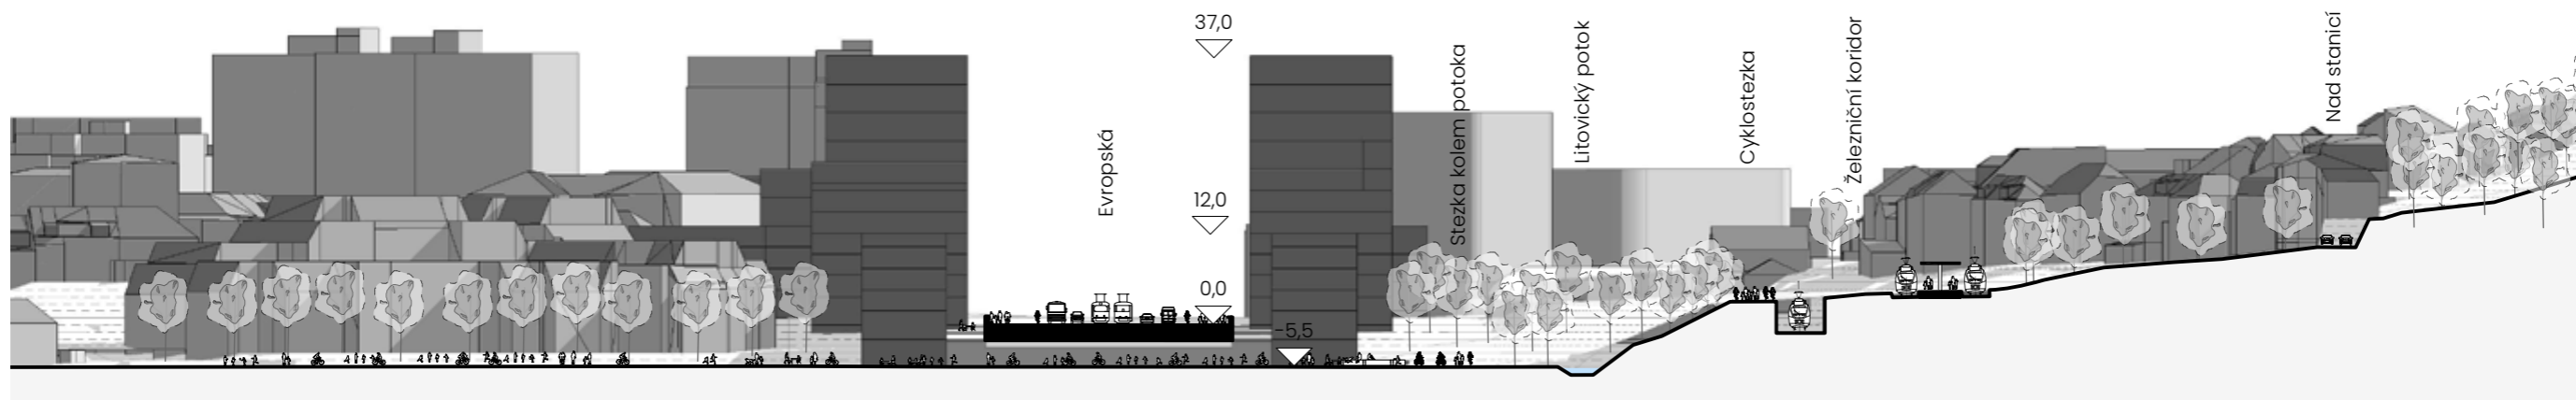 37,0
12,0
0,0
-5,5
Evropská
Stezka kolem potoka
Litovický potok
Cyklostezka
Železniční koridor
Nad stanicí